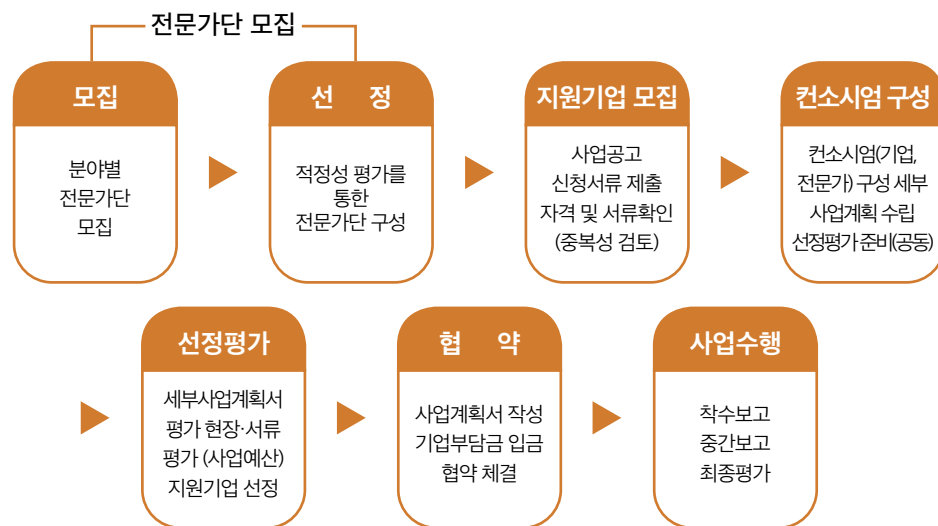 전문가단 모집
모집
분야별
전문가단
모집
선 정
적정성 평가를
통한
전문가단 구성
지원기업 모집
사업공고
신청서류 제출
자격 및 서류확인
(중복성 검토)
컨소시엄 구성
컨소시엄(기업,
전문가) 구성 세부
사업계획 수립
선정평가 준비(공동)
선정평가
세부사업계획서
평가 현장·서류
평가 (사업예산)
지원기업 선정
협 약
사업계획서 작성
기업부담금 입금
협약 체결
사업수행
착수보고
중간보고
최종평가